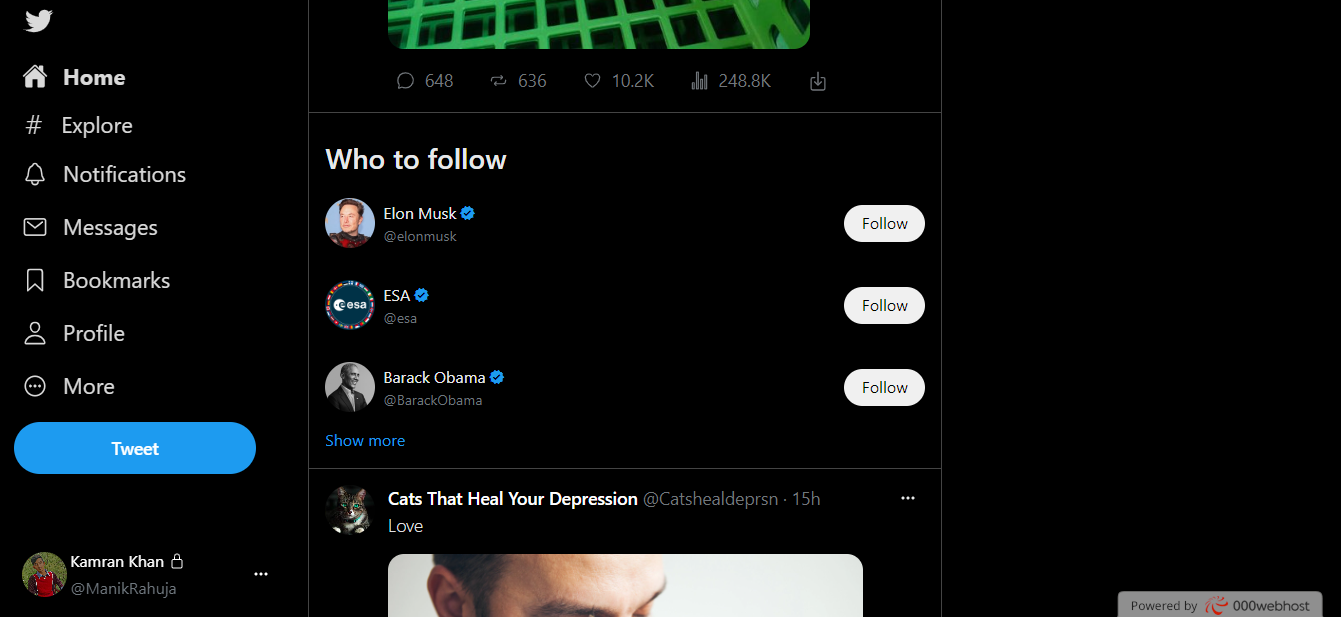 Home
Explore
Notifications
Messages
Bookmarks
Profile
More
Tweet
Kamran Khan
@ManikRahuja
648 636 10.2K 248.8K
Who to follow
Elon Musk
@elonmusk
Follow
esa
ESA
@esa
Follow
Barack Obama
@BarackObama
Follow
Show more
Cats That Heal Your Depression @Catshealdeprsn · 15h
Love
Powered by 000webhost